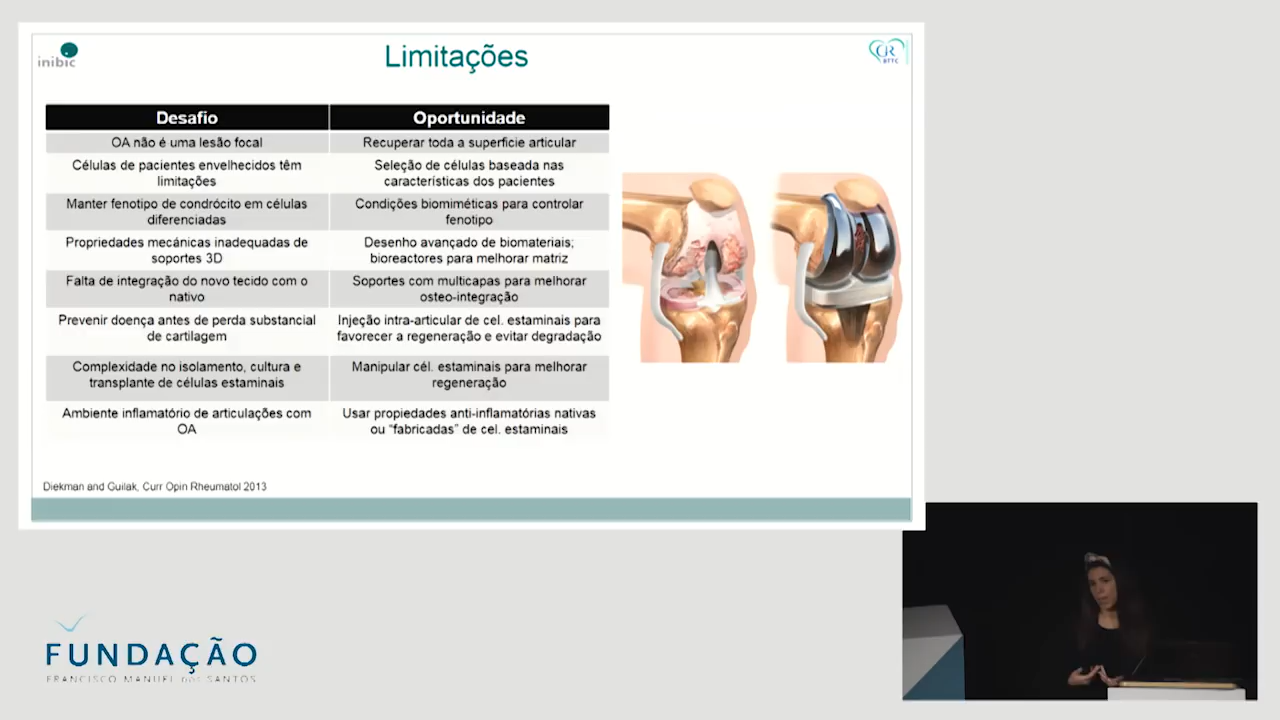 inibic
Limitações
CR
BTTC
Desafio
Oportunidade
OA não é uma lesão focal
Recuperar toda a superficie articular
Células de pacientes envelhecidos têm
limitações
Seleção de células baseada nas
características dos pacientes
Manter fenotipo de condrócito em células
diferenciadas
Condições biomiméticas para controlar
fenotipo
Propriedades mecánicas inadequadas de
soportes 3D
Desenho avançado de biomateriais;
bioreactores para melhorar matriz
Falta de integração do novo tecido com o
nativo
Soportes com multicapas para melhorar
osteo-integração
Prevenir doença antes de perda substancial
de cartilagem
Injeção intra-articular de cel. estaminais para
favorecer a regeneração e evitar degradação
Complexidade no isolamento, cultura e
transplante de células estaminais
Manipular cél. estaminais para melhorar
regeneração
Ambiente inflamatório de articulações com
OA
Usar propiedades anti-inflamatórias nativas
ou “fabricadas” de cel. estaminais
Diekman and Guilak, Curr Opin Rheumatol 2013
FUNDAÇÃO
FRANCISCO MANUEL DOS SANTOS